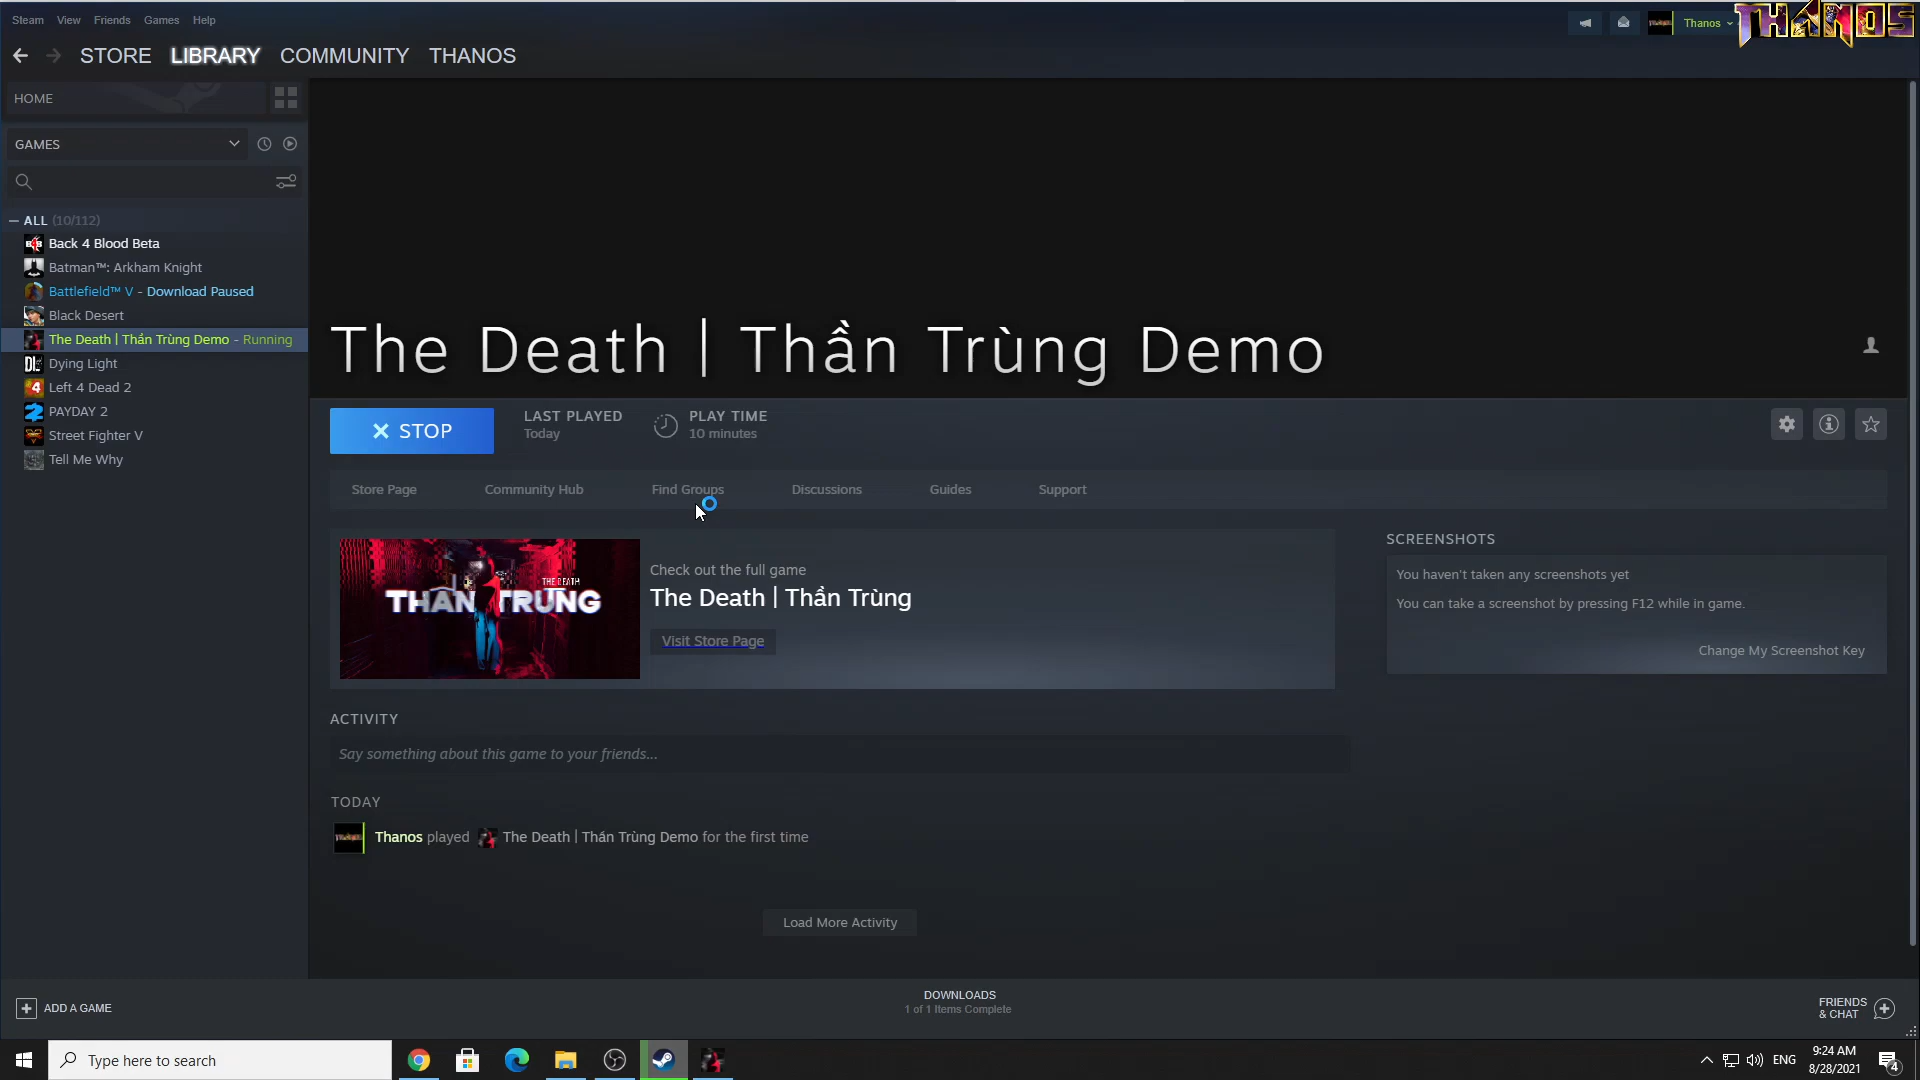 Steam View Friends Games Help
Thanos
THANOS
STORE LIBRARY COMMUNITY THANOS
HOME
GAMES
ALL (10/112)
Back 4 Blood Beta
Batman™: Arkham Knight
Battlefield™ V - Download Paused
Black Desert
The Death | Thần Trùng Demo - Running
Dying Light
Left 4 Dead 2
PAYDAY 2
Street Fighter V
Tell Me Why
The Death | Thần Trùng Demo
STOP
LAST PLAYED
Today
PLAY TIME
10 minutes
Store Page Community Hub Find Groups Discussions Guides Support
THE DEATH
THẦN TRÙNG
Check out the full game
The Death | Thần Trùng
Visit Store Page
SCREENSHOTS
You haven't taken any screenshots yet
You can take a screenshot by pressing F12 while in game.
Change My Screenshot Key
ACTIVITY
Say something about this game to your friends...
TODAY
Thanos played The Death | Thần Trùng Demo for the first time
Load More Activity
ADD A GAME
DOWNLOADS
1 of 1 Items Complete
FRIENDS
& CHAT
Type here to search
ENG
9:24 AM
8/28/2021
4